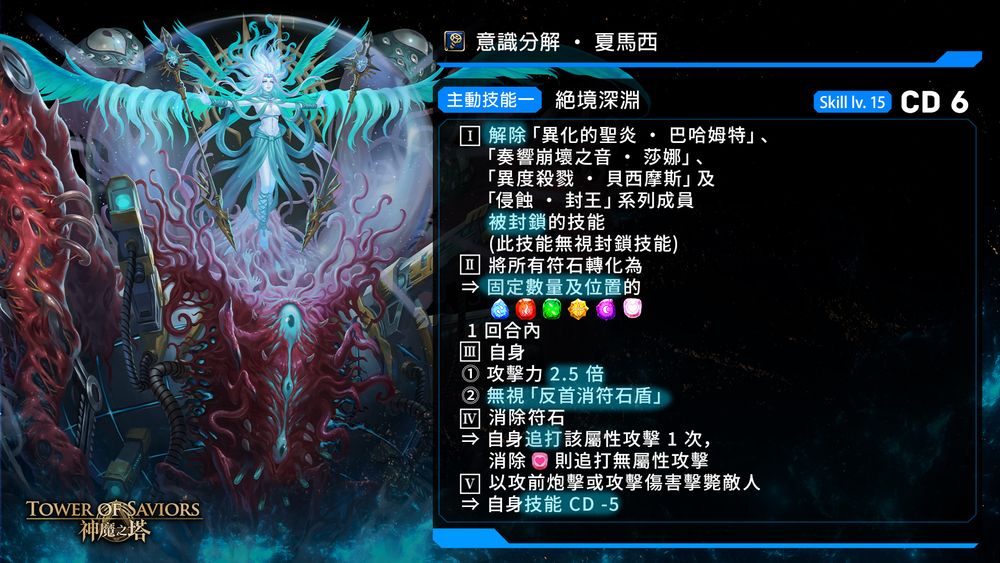 意識分解 · 夏馬西
主動技能一 絕境深淵 Skill lv. 15 CD 6
I 解除「異化的聖炎 · 巴哈姆特」、
「奏響崩壞之音 · 莎娜」、
「異度殺戮 · 貝西摩斯」及
「侵蝕 · 封王」系列成員
被封鎖的技能
(此技能無視封鎖技能)
II 將所有符石轉化為
⇒ 固定數量及位置的
1 回合內
III 自身
① 攻擊力 2.5 倍
② 無視「反首消符石盾」
IV 消除符石
⇒ 自身追打該屬性攻擊 1 次，
消除 則追打無屬性攻擊
V 以攻前炮擊或攻擊傷害擊斃敵人
⇒ 自身技能 CD -5
TOWER OF SAVIORS
神魔之塔